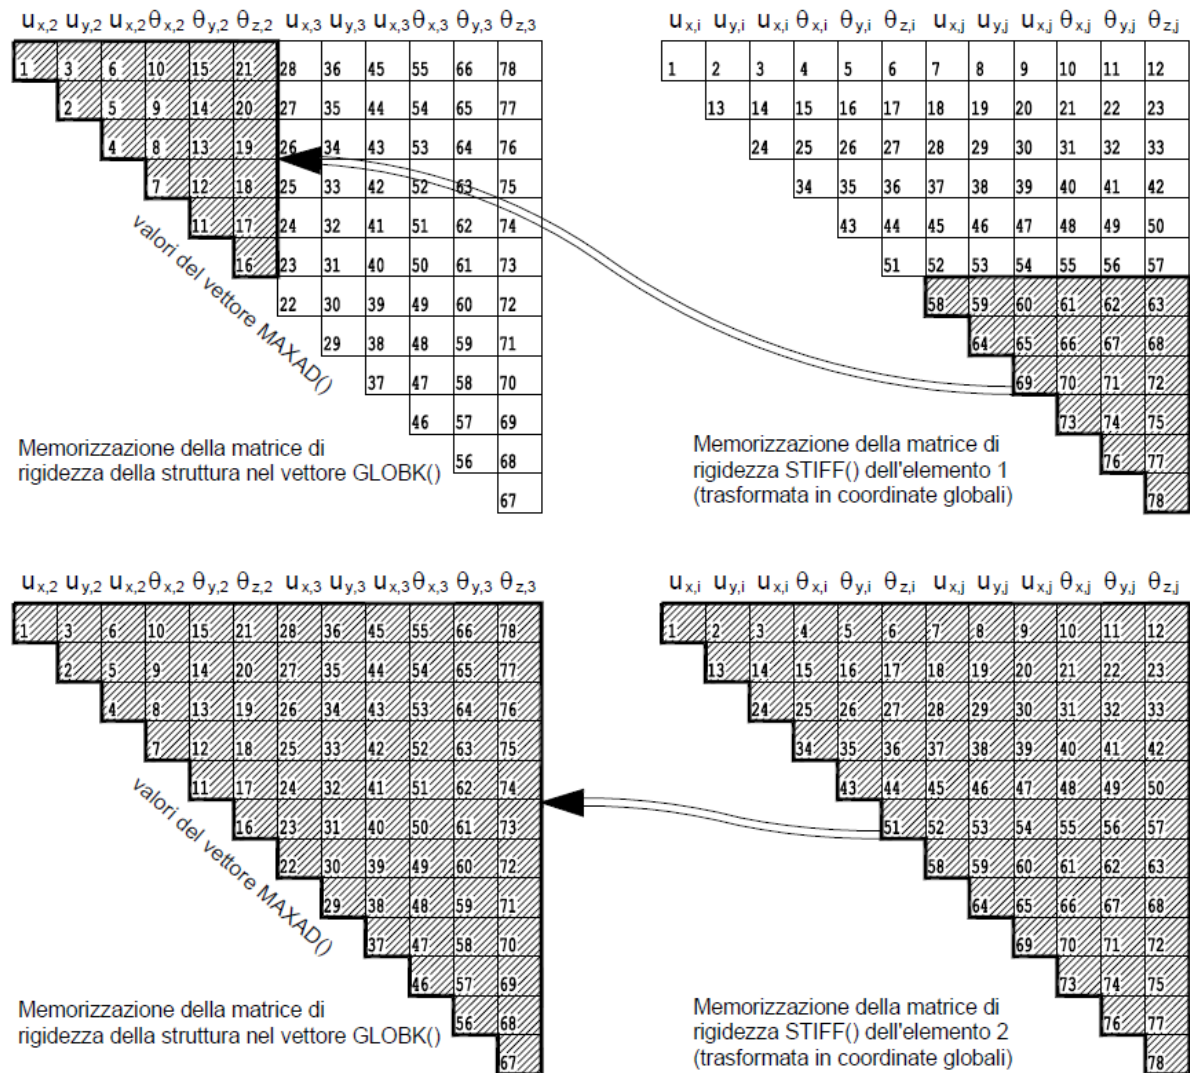 u x,2 u y,2 u x,2 θ x,2 θ y,2 θ z,2 u x,3 u y,3 u x,3 θ x,3 θ y,3 θ z,3
1 3 6 10 15 21 28 36 45 55 66 78
2 5 9 14 20 27 35 44 54 65 77
4 8 13 19 26 34 43 53 64 76
7 12 18 25 33 42 52 63 75
11 17 24 32 41 51 62 74
16 23 31 40 50 61 73
22 30 39 49 60 72
29 38 48 59 71
37 47 58 70
46 57 69
56 68
67
valori del vettore MAXAD()
Memorizzazione della matrice di
rigidezza della struttura nel vettore GLOBK()
u x,i u y,i u x,i θ x,i θ y,i θ z,i u x,j u y,j u x,j θ x,j θ y,j θ z,j
1 2 3 4 5 6 7 8 9 10 11 12
13 14 15 16 17 18 19 20 21 22 23
24 25 26 27 28 29 30 31 32 33
34 35 36 37 38 39 40 41 42
43 44 45 46 47 48 49 50
51 52 53 54 55 56 57
58 59 60 61 62 63
64 65 66 67 68
69 70 71 72
73 74 75
76 77
78
Memorizzazione della matrice di
rigidezza STIFF() dell'elemento 1
(trasformata in coordinate globali)
u x,2 u y,2 u x,2 θ x,2 θ y,2 θ z,2 u x,3 u y,3 u x,3 θ x,3 θ y,3 θ z,3
1 3 6 10 15 21 28 36 45 55 66 78
2 5 9 14 20 27 35 44 54 65 77
4 8 13 19 26 34 43 53 64 76
7 12 18 25 33 42 52 63 75
11 17 24 32 41 51 62 74
16 23 31 40 50 61 73
22 30 39 49 60 72
29 38 48 59 71
37 47 58 70
46 57 69
56 68
67
valori del vettore MAXAD()
Memorizzazione della matrice di
rigidezza della struttura nel vettore GLOBK()
u x,i u y,i u x,i θ x,i θ y,i θ z,i u x,j u y,j u x,j θ x,j θ y,j θ z,j
1 2 3 4 5 6 7 8 9 10 11 12
13 14 15 16 17 18 19 20 21 22 23
24 25 26 27 28 29 30 31 32 33
34 35 36 37 38 39 40 41 42
43 44 45 46 47 48 49 50
51 52 53 54 55 56 57
58 59 60 61 62 63
64 65 66 67 68
69 70 71 72
73 74 75
76 77
78
Memorizzazione della matrice di
rigidezza STIFF() dell'elemento 2
(trasformata in coordinate globali)